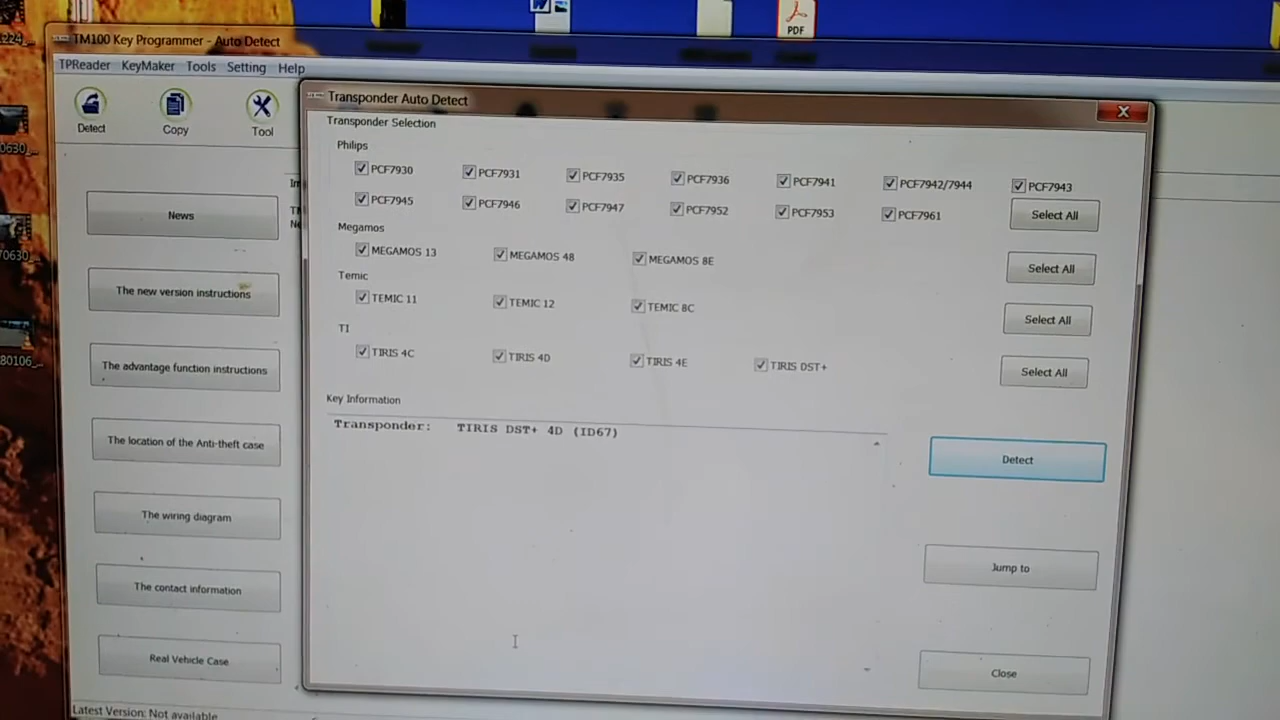 224_...
PDF
TM100 Key Programmer - Auto Detect
TPReader KeyMaker Tools Setting Help
Detect Copy Tool
Transponder Auto Detect
Transponder Selection
Philips
PCF7930 PCF7931 PCF7935 PCF7936 PCF7941 PCF7942/7944 PCF7943
PCF7945 PCF7946 PCF7947 PCF7952 PCF7953 PCF7961 Select All
Megamos
MEGAMOS 13 MEGAMOS 48 MEGAMOS 8E Select All
Temic
TEMIC 11 TEMIC 12 TEMIC 8C Select All
TI
TIRIS 4C TIRIS 4D TIRIS 4E TIRIS DST+ Select All
Key Information
Transponder: TIRIS DST+ 4D (ID67)
Detect
Jump to
Close
News
The new version instructions
The advantage function instructions
The location of the Anti-theft case
The wiring diagram
The contact information
Real Vehicle Case
Latest Version: Not available
0630_...
70630_...
80106_...